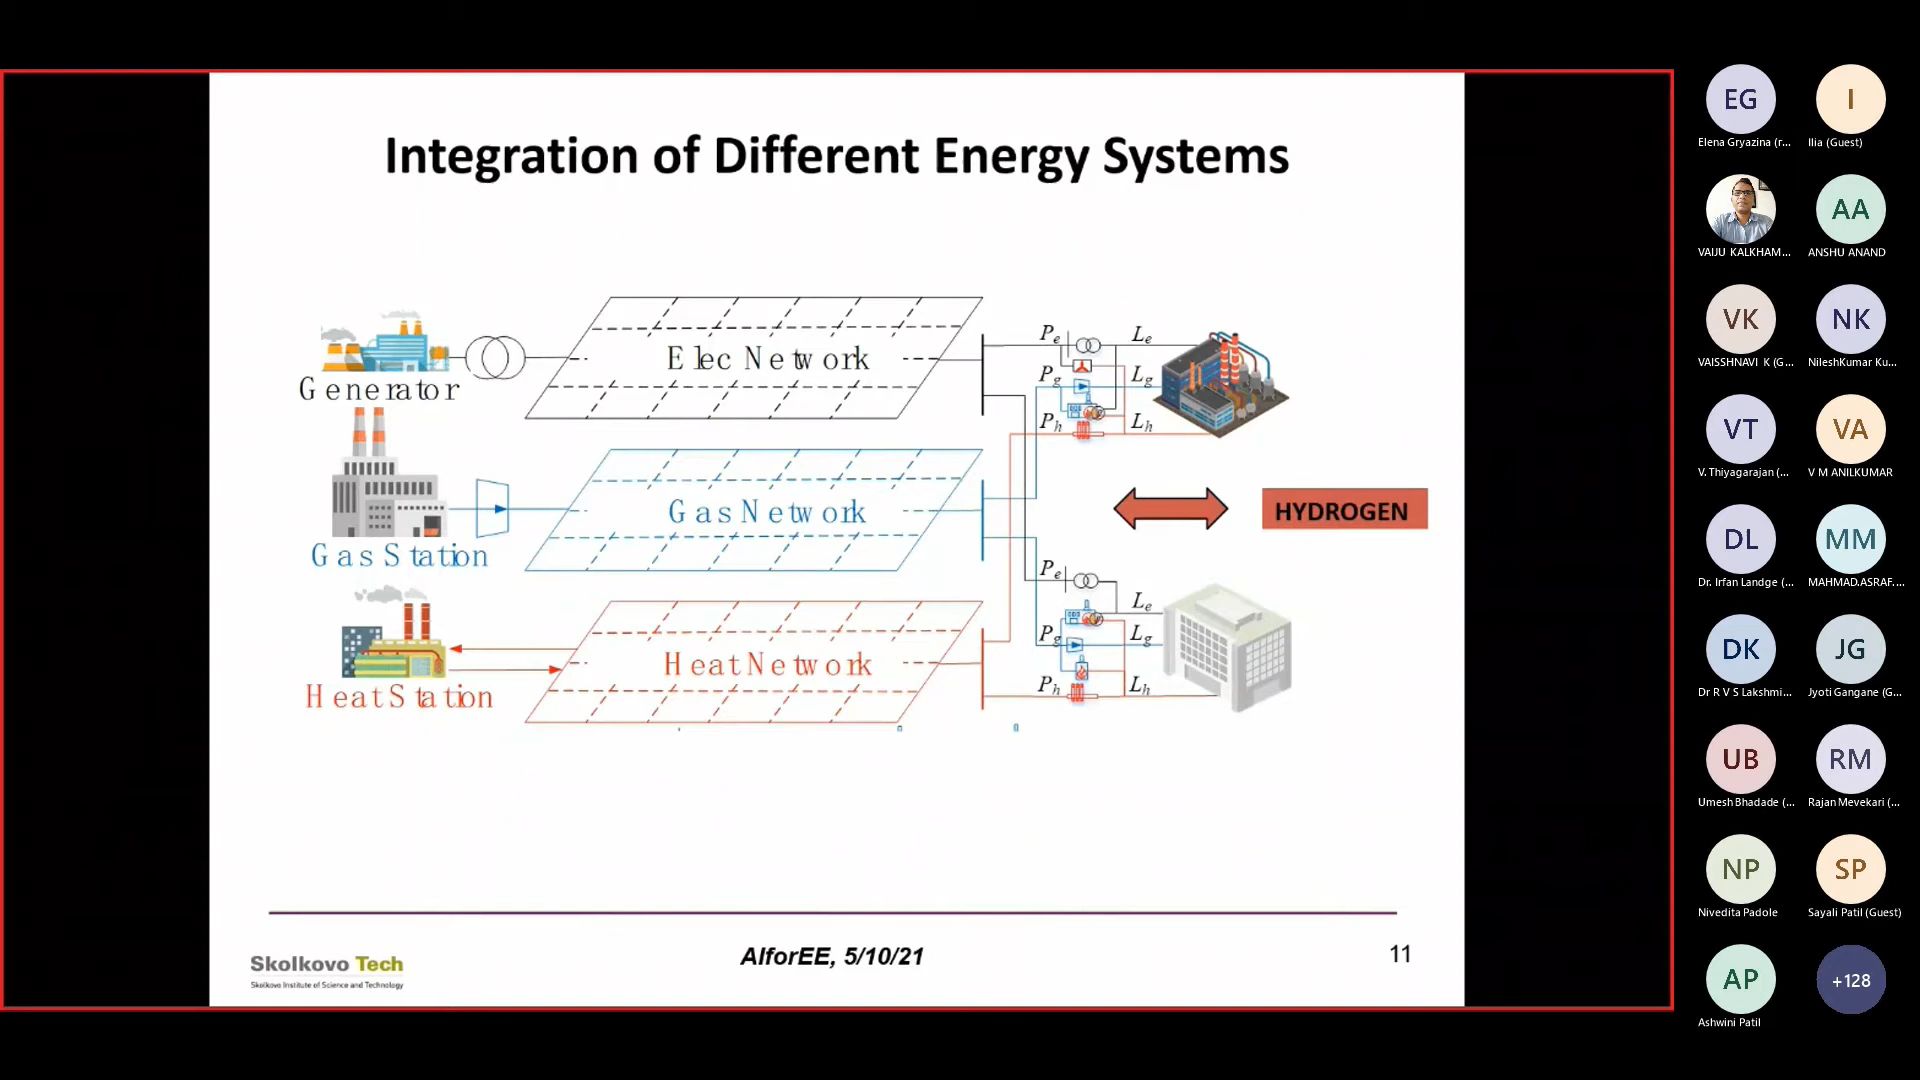 Integration of Different Energy Systems
Generator
Elec Network
Gas Station
Gas Network
Heat Station
Heat Network
Pe
Le
Pg
Lg
Ph
Lh
HYDROGEN
Pe
Le
Pg
Lg
Ph
Lh
Skolkovo Tech
Skolkovo Institute of Science and Technology
AIforEE, 5/10/21
11
EG
Elena Gryazina (r...
I
Ilia (Guest)
VAIJU KALKHAM...
AA
ANSHU ANAND
VK
VAISSHNAVI K (G...
NK
NileshKumar Ku...
VT
V. Thiyagarajan (...
VA
V M ANILKUMAR
DL
Dr. Irfan Landge (...
MM
MAHMAD.ASRAF....
DK
Dr R V S Lakshmi...
JG
Jyoti Gangane (G...
UB
Umesh Bhadade (...
RM
Rajan Mevekari (...
NP
Nivedita Padole
SP
Sayali Patil (Guest)
AP
Ashwini Patil
+128